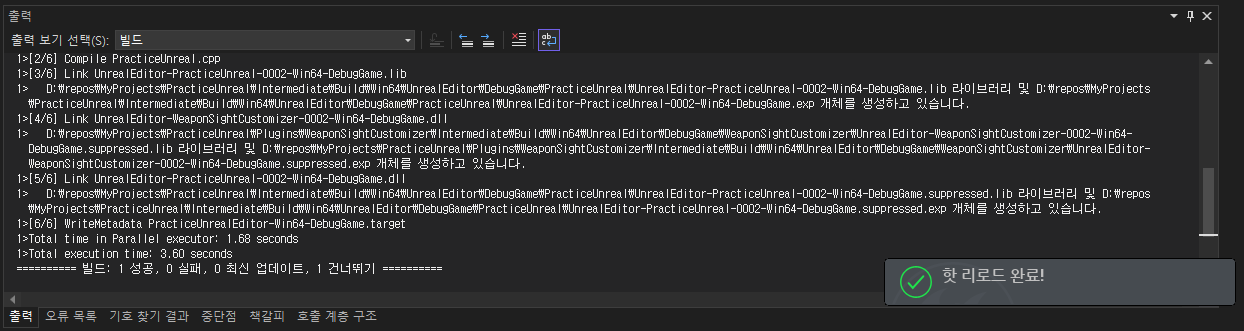 출력
출력 보기 선택(S): 빌드
1>[2/6] Compile PracticeUnreal.cpp
1>[3/6] Link UnrealEditor-PracticeUnreal-0002-Win64-DebugGame.lib
1>   D:₩repos₩MyProjects₩PracticeUnreal₩Intermediate₩Build₩Win64₩UnrealEditor₩DebugGame₩PracticeUnreal₩UnrealEditor-PracticeUnreal-0002-Win64-DebugGame.lib 라이브러리 및 D:₩repos₩MyProjects
₩PracticeUnreal₩Intermediate₩Build₩Win64₩UnrealEditor₩DebugGame₩PracticeUnreal₩UnrealEditor-PracticeUnreal-0002-Win64-DebugGame.exp 개체를 생성하고 있습니다.
1>[4/6] Link UnrealEditor-WeaponSightCustomizer-0002-Win64-DebugGame.dll
1>   D:₩repos₩MyProjects₩PracticeUnreal₩Plugins₩WeaponSightCustomizer₩Intermediate₩Build₩Win64₩UnrealEditor₩DebugGame₩WeaponSightCustomizer₩UnrealEditor-WeaponSightCustomizer-0002-Win64-
DebugGame.suppressed.lib 라이브러리 및 D:₩repos₩MyProjects₩PracticeUnreal₩Plugins₩WeaponSightCustomizer₩Intermediate₩Build₩Win64₩UnrealEditor₩DebugGame₩WeaponSightCustomizer₩UnrealEditor-
WeaponSightCustomizer-0002-Win64-DebugGame.suppressed.exp 개체를 생성하고 있습니다.
1>[5/6] Link UnrealEditor-PracticeUnreal-0002-Win64-DebugGame.dll
1>   D:₩repos₩MyProjects₩PracticeUnreal₩Intermediate₩Build₩Win64₩UnrealEditor₩DebugGame₩PracticeUnreal₩UnrealEditor-PracticeUnreal-0002-Win64-DebugGame.suppressed.lib 라이브러리 및 D:₩repos
₩MyProjects₩PracticeUnreal₩Intermediate₩Build₩Win64₩UnrealEditor₩DebugGame₩PracticeUnreal₩UnrealEditor-PracticeUnreal-0002-Win64-DebugGame.suppressed.exp 개체를 생성하고 있습니다.
1>[6/6] WriteMetadata PracticeUnrealEditor-Win64-DebugGame.target
1>Total time in Parallel executor: 1.68 seconds
1>Total execution time: 3.60 seconds
========== 빌드: 1 성공, 0 실패, 0 최신 업데이트, 1 건너뛰기 ==========
핫 리로드 완료!
출력 오류 목록 기호 찾기 결과 중단점 책갈피 호출 계층 구조